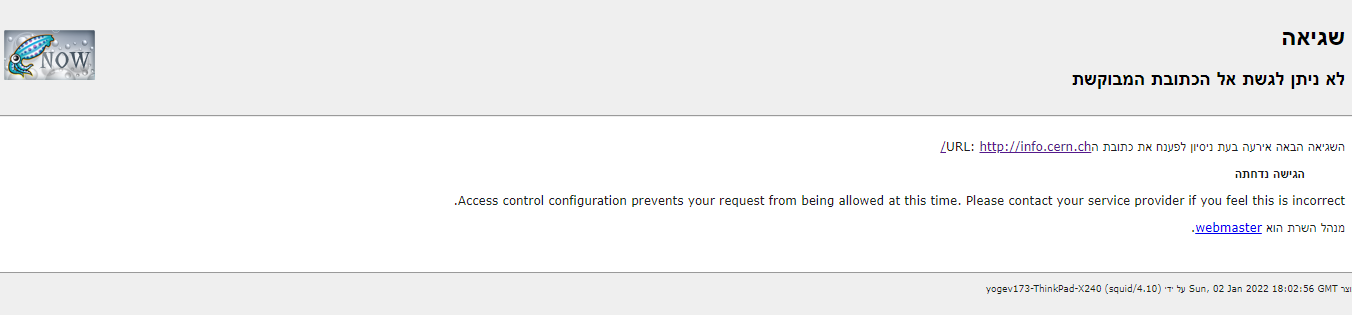 שגיאה
NOW
לא ניתן לגשת אל הכתובת המבוקשת
השגיאה הבאה אירעה בעת ניסיון לפענח את כתובת הURL: http://info.cern.ch/
הגישה נדחתה
Access control configuration prevents your request from being allowed at this time. Please contact your service provider if you feel this is incorrect.
מנהל השרת הוא webmaster.
וצר Sun, 02 Jan 2022 18:02:56 GMT על ידי yogev173-ThinkPad-X240 (squid/4.10)